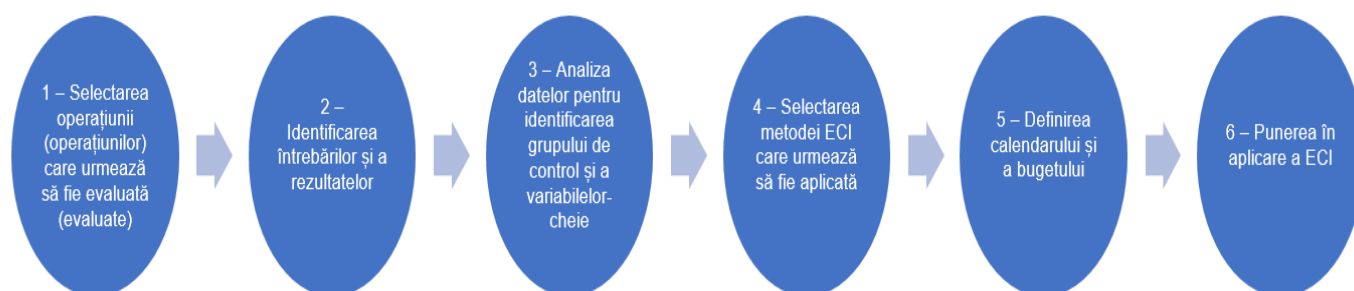 1 – Selectarea
operațiunii
(operațiunilor)
care urmează
să fie evaluată
(evaluate)
2 –
Identificarea
întrebărilor și a
rezultatelor
3 – Analiza
datelor pentru
identificarea
grupului de
control și a
variabilelor-
cheie
4 – Selectarea
metodei ECI
care urmează
să fie aplicată
5 – Definirea
calendarului și
a bugetului
6 – Punerea în
aplicare a ECI